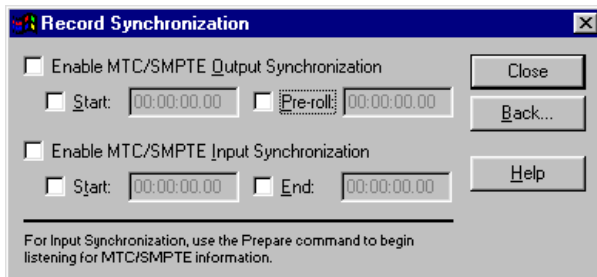 Record Synchronization
Enable MTC/SMPTE Output Synchronization
Start: 00:00:00.00 Pre-roll: 00:00:00.00
Close
Back...
Enable MTC/SMPTE Input Synchronization
Start: 00:00:00.00 End: 00:00:00.00
Help
For Input Synchronization, use the Prepare command to begin
listening for MTC/SMPTE information.